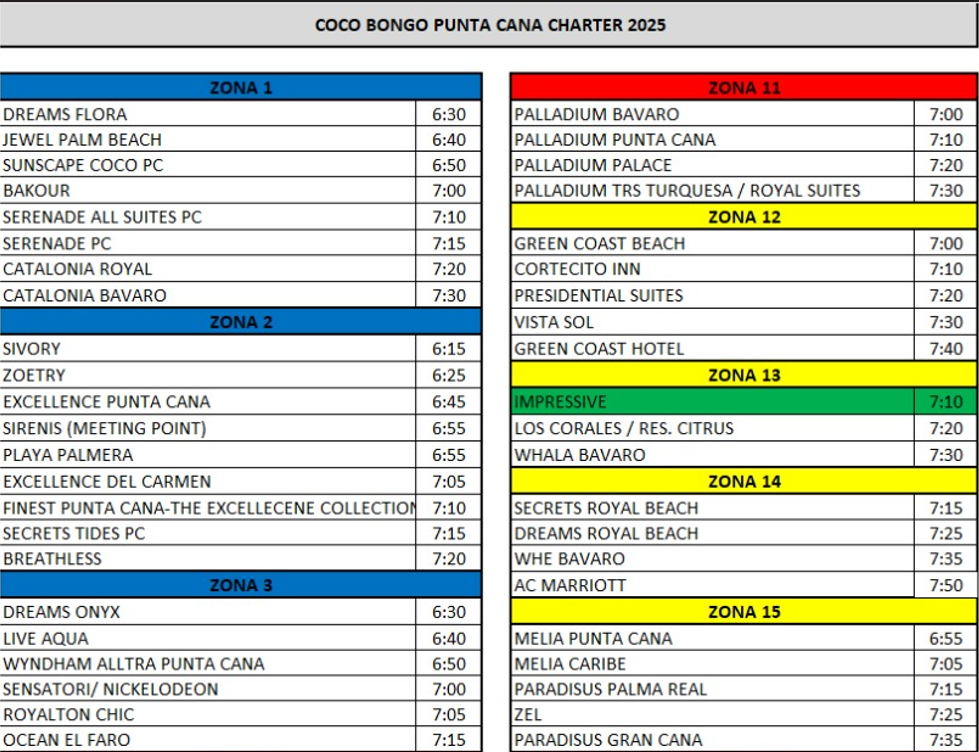 COCO BONGO PUNTA CANA CHARTER 2025
ZONA 1
DREAMS FLORA 6:30
JEWEL PALM BEACH 6:40
SUNSCAPE COCO PC 6:50
BAKOUR 7:00
SERENADE ALL SUITES PC 7:10
SERENADE PC 7:15
CATALONIA ROYAL 7:20
CATALONIA BAVARO 7:30
ZONA 2
SIVORY 6:15
ZOETRY 6:25
EXCELLENCE PUNTA CANA 6:45
SIRENIS (MEETING POINT) 6:55
PLAYA PALMERA 6:55
EXCELLENCE DEL CARMEN 7:05
FINEST PUNTA CANA-THE EXCELLECENE COLLECTION 7:10
SECRETS TIDES PC 7:15
BREATHLESS 7:20
ZONA 3
DREAMS ONYX 6:30
LIVE AQUA 6:40
WYNDHAM ALLTRA PUNTA CANA 6:50
SENSATORI/ NICKELODEON 7:00
ROYALTON CHIC 7:05
OCEAN EL FARO 7:15
ZONA 11
PALLADIUM BAVARO 7:00
PALLADIUM PUNTA CANA 7:10
PALLADIUM PALACE 7:20
PALLADIUM TRS TURQUESA / ROYAL SUITES 7:30
ZONA 12
GREEN COAST BEACH 7:00
CORTECITO INN 7:10
PRESIDENTIAL SUITES 7:20
VISTA SOL 7:30
GREEN COAST HOTEL 7:40
ZONA 13
IMPRESSIVE 7:10
LOS CORALES / RES. CITRUS 7:20
WHALA BAVARO 7:30
ZONA 14
SECRETS ROYAL BEACH 7:15
DREAMS ROYAL BEACH 7:25
WHE BAVARO 7:35
AC MARRIOTT 7:50
ZONA 15
MELIA PUNTA CANA 6:55
MELIA CARIBE 7:05
PARADISUS PALMA REAL 7:15
ZEL 7:25
PARADISUS GRAN CANA 7:35